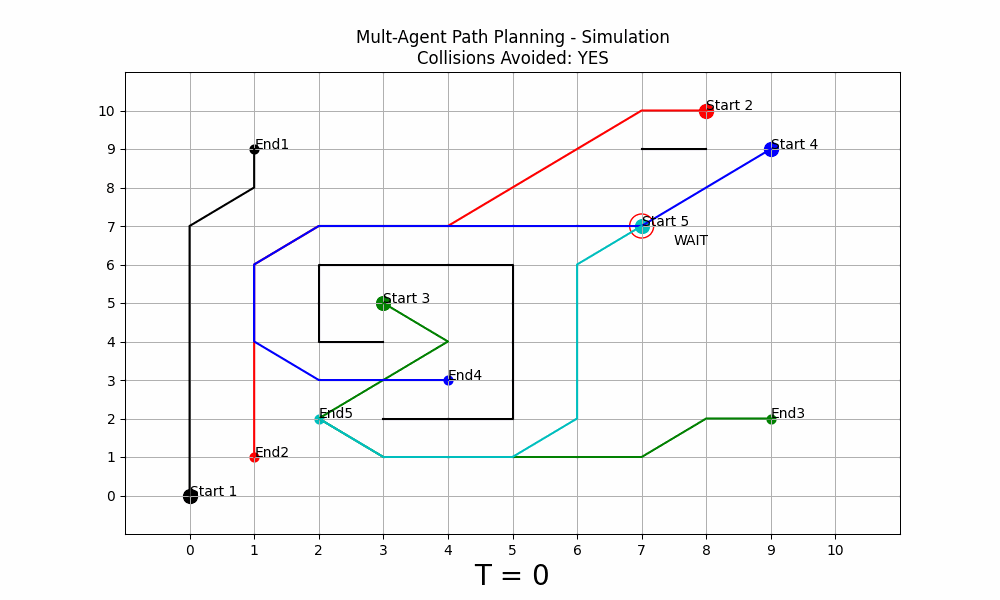 Mult-Agent Path Planning - Simulation
Collisions Avoided: YES
10
Start 2
9
End1
Start 4
8
7
Start 5
WAIT
6
5
Start 3
4
3
End4
2
End5
End3
1
End2
0
Start 1
0 1 2 3 4 5 6 7 8 9 10
T = 0